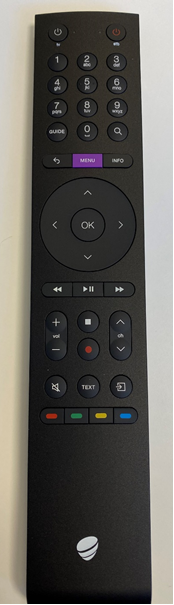 tv stb
1 2 abc 3 def
4 ghi 5 jkl 6 mno
7 pqrs 8 tuv 9 wxyz
GUIDE 0
MENU INFO
OK
+
vol ch
−
TEXT